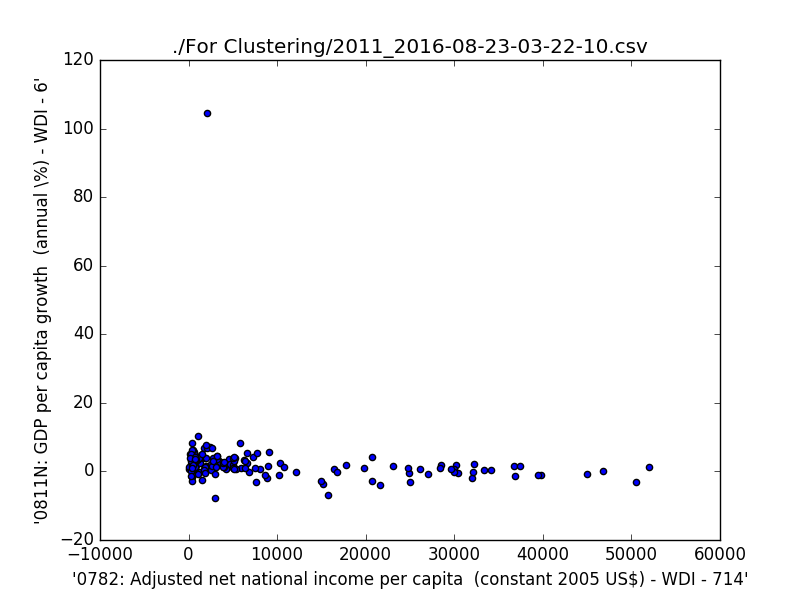 ./For Clustering/2011_2016-08-23-03-22-10.csv
120
100
80
60
40
20
0
−20
'0811N: GDP per capita growth  (annual \%) - WDI - 6'
−10000 0 10000 20000 30000 40000 50000 60000
'0782: Adjusted net national income per capita  (constant 2005 US$) - WDI - 714'